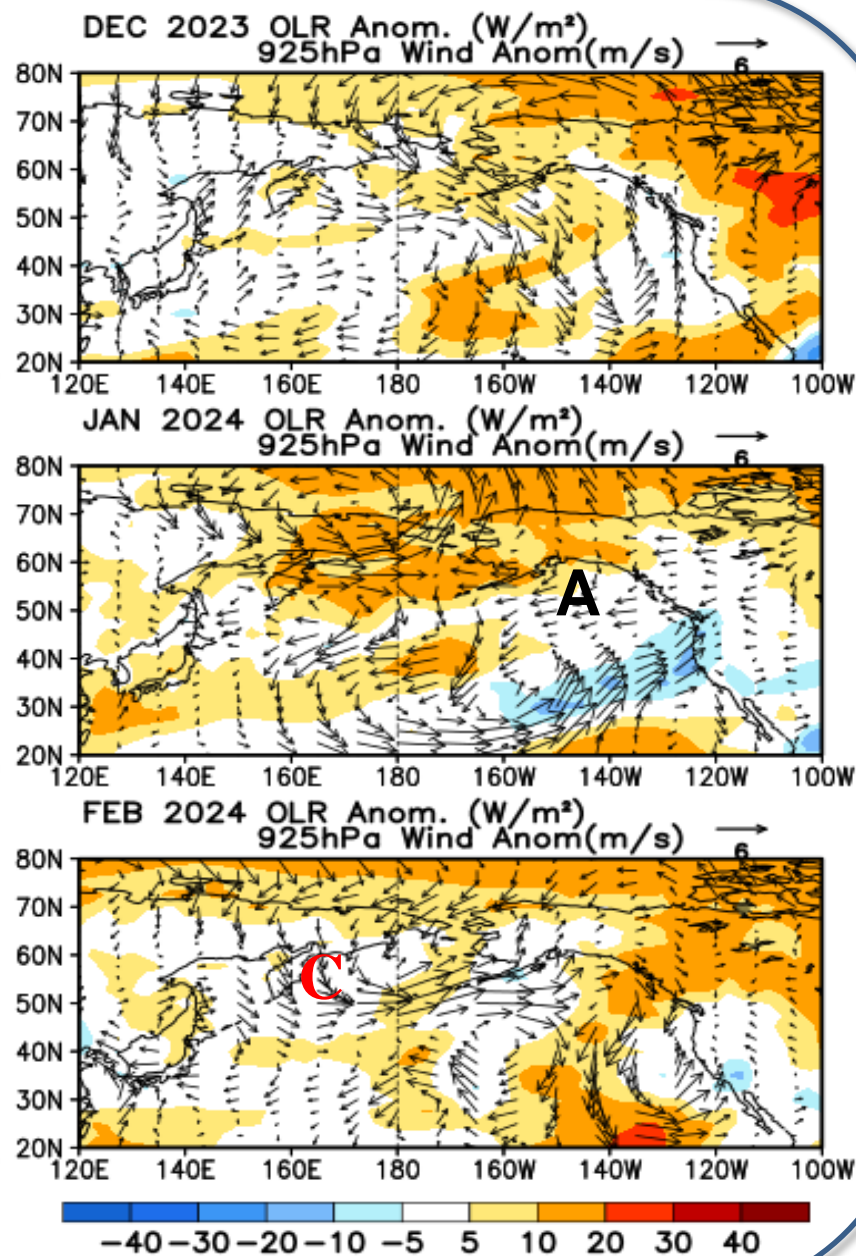 DEC 2023 OLR Anom. (W/m²)
925hPa Wind Anom(m/s)
6
80N
70N
60N
50N
40N
30N
20N
120E 140E 160E 180 160W 140W 120W 100W
JAN 2024 OLR Anom. (W/m²)
925hPa Wind Anom(m/s)
6
80N
70N
60N
A
50N
40N
30N
20N
120E 140E 160E 180 160W 140W 120W 100W
FEB 2024 OLR Anom. (W/m²)
925hPa Wind Anom(m/s)
6
80N
70N
60N
C
50N
40N
30N
20N
120E 140E 160E 180 160W 140W 120W 100W
-40 -30 -20 -10 -5 5 10 20 30 40